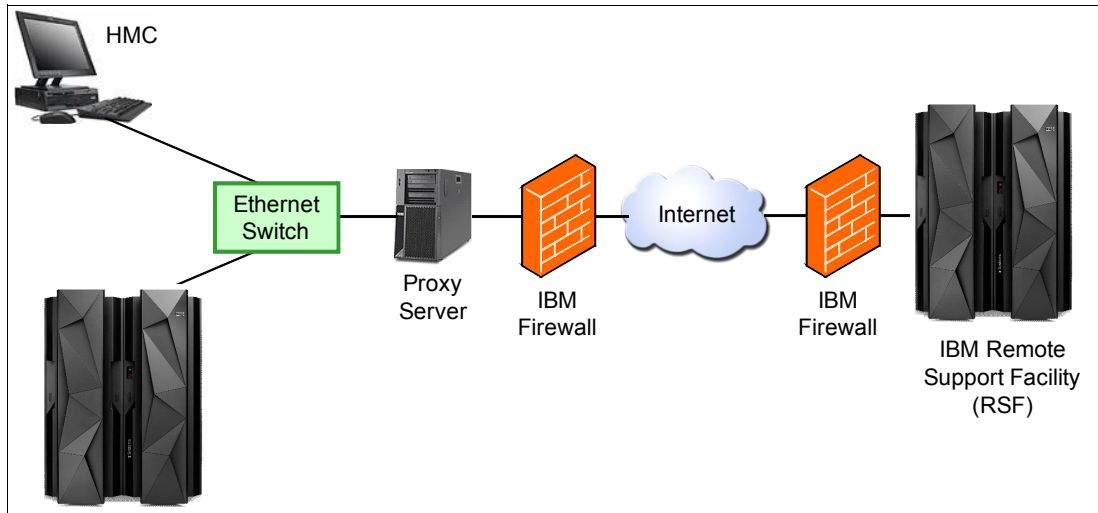 HMC
Ethernet
Switch
Proxy
Server
IBM
Firewall
Internet
IBM
Firewall
IBM Remote
Support Facility
(RSF)